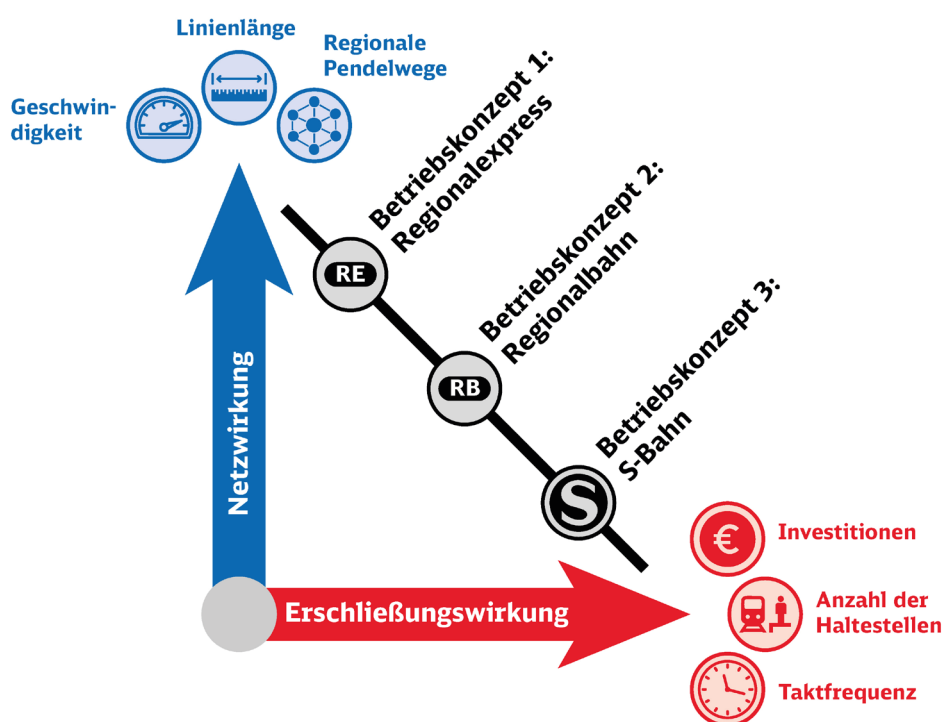 Linienlänge
Regionale
Pendelwege
Geschwin-
digkeit
Betriebskonzept 1:
Regionalexpress
RE
Betriebskonzept 2:
Regionalbahn
RB
Betriebskonzept 3:
S-Bahn
S
Netzwirkung
Erschließungswirkung
€
Investitionen
Anzahl der
Haltestellen
Taktfrequenz